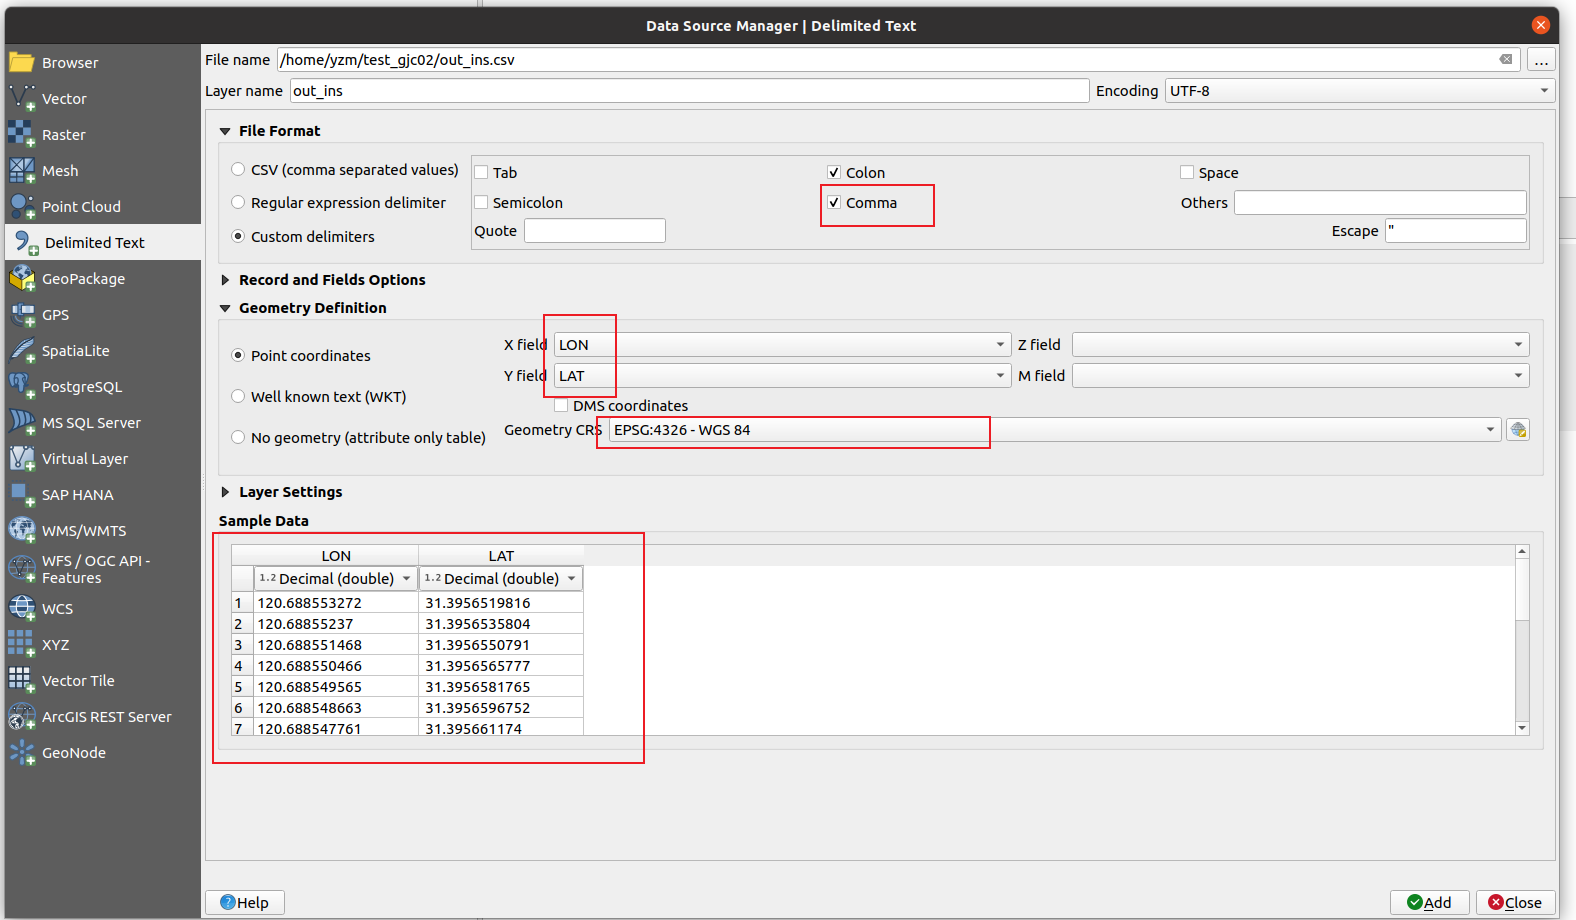 Data Source Manager | Delimited Text
Browser
Vector
Raster
Mesh
Point Cloud
Delimited Text
GeoPackage
GPS
SpatiaLite
PostgreSQL
MS SQL Server
Virtual Layer
SAP HANA
WMS/WMTS
WFS / OGC API -
Features
WCS
XYZ
Vector Tile
ArcGIS REST Server
GeoNode
File name /home/yzm/test_gjc02/out_ins.csv ...
Layer name out_ins Encoding UTF-8
File Format
CSV (comma separated values) Tab Colon Space
Regular expression delimiter Semicolon Comma Others
Custom delimiters Quote Escape "
Record and Fields Options
Geometry Definition
Point coordinates X field LON Z field
Y field LAT M field
Well known text (WKT) DMS coordinates
No geometry (attribute only table) Geometry CRS EPSG:4326 - WGS 84
Layer Settings
Sample Data
LON LAT
1.2 Decimal (double) 1.2 Decimal (double)
1 120.688553272 31.3956519816
2 120.68855237 31.3956535804
3 120.688551468 31.3956550791
4 120.688550466 31.3956565777
5 120.688549565 31.3956581765
6 120.688548663 31.3956596752
7 120.688547761 31.395661174
Help Add Close